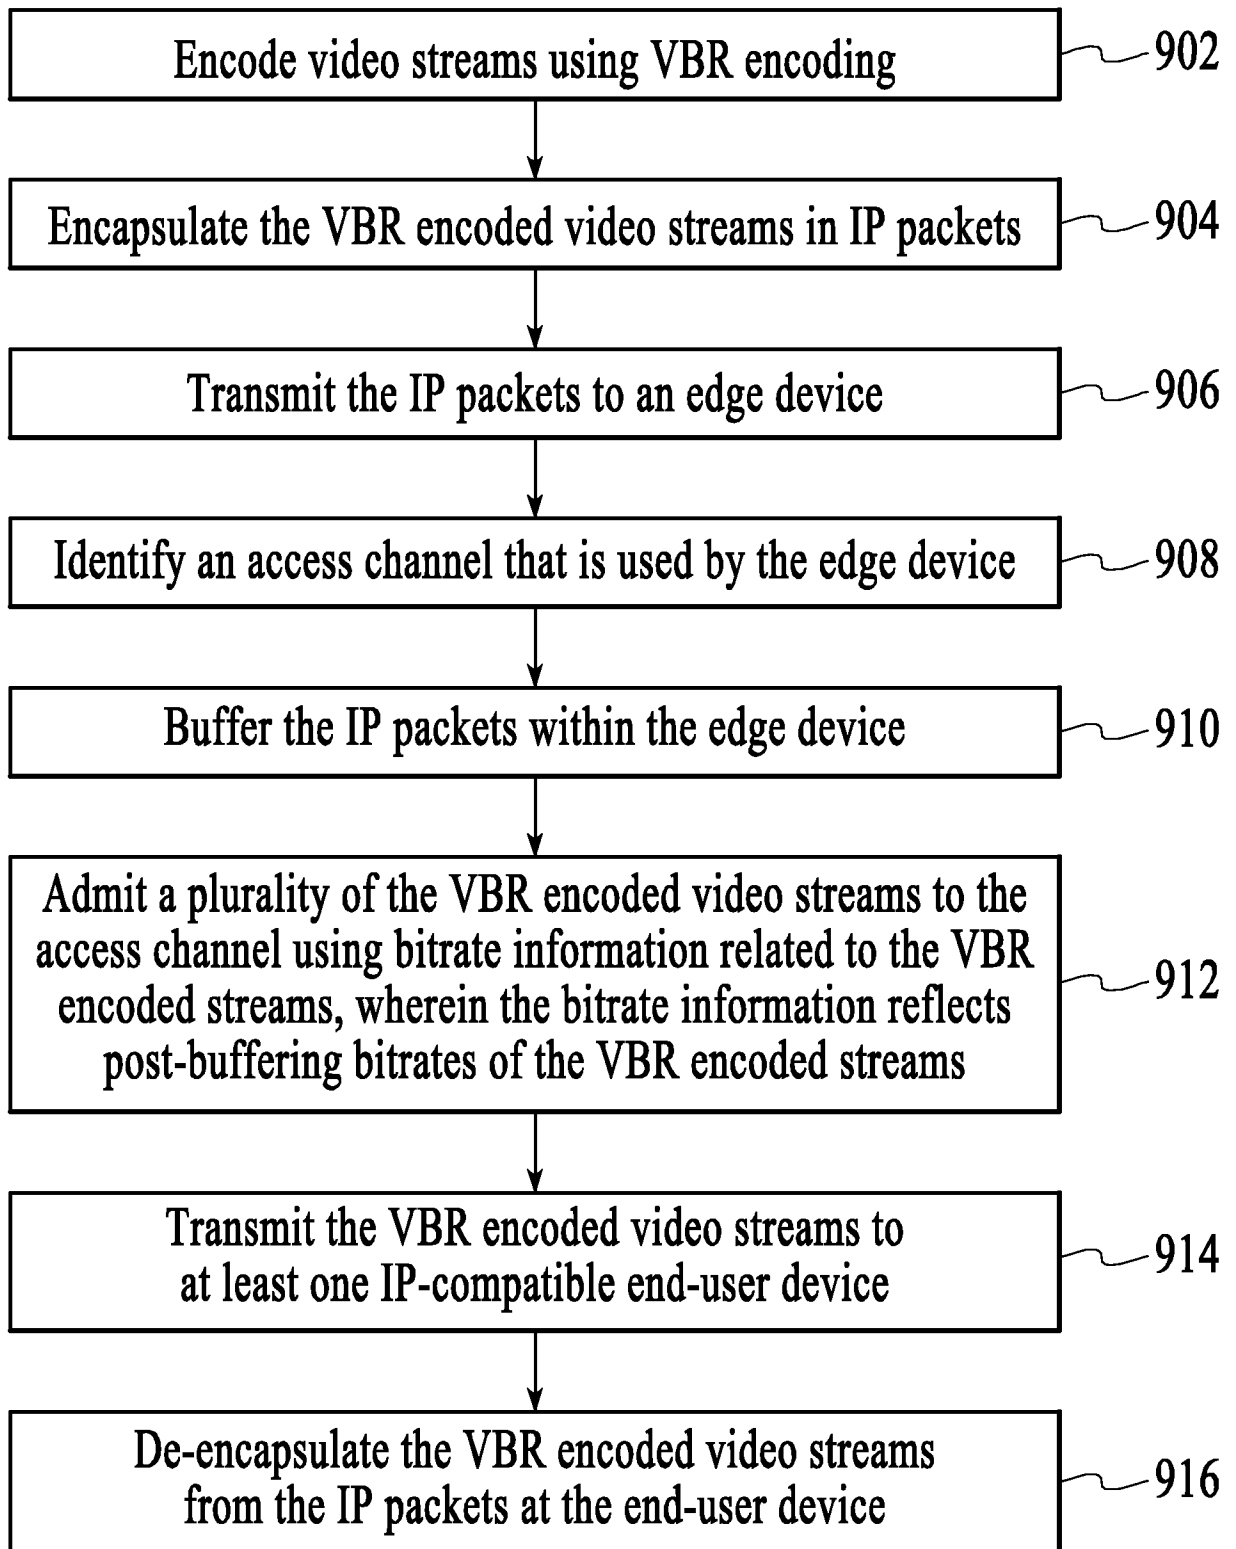 Encode video streams using VBR encoding
902
Encapsulate the VBR encoded video streams in IP packets
904
Transmit the IP packets to an edge device
906
Identify an access channel that is used by the edge device
908
Buffer the IP packets within the edge device
910
Admit a plurality of the VBR encoded video streams to the
access channel using bitrate information related to the VBR
encoded streams, wherein the bitrate information reflects
post-buffering bitrates of the VBR encoded streams
912
Transmit the VBR encoded video streams to
at least one IP-compatible end-user device
914
De-encapsulate the VBR encoded video streams
from the IP packets at the end-user device
916